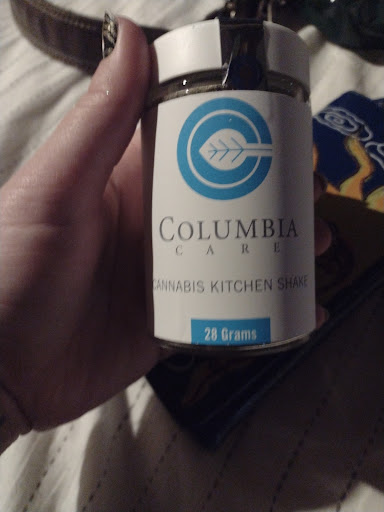 COLUMBIA
CARE
CANNABIS KITCHEN SHAKE
28 Grams